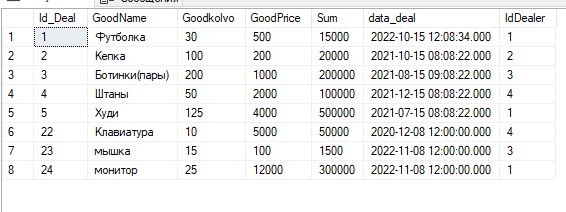 Сообщения
Id_Deal GoodName Goodkolvo GoodPrice Sum data_deal IdDealer
1 1 Футболка 30 500 15000 2022-10-15 12:08:34.000 1
2 2 Кепка 100 200 20000 2021-10-15 08:08:22.000 2
3 3 Ботинки(пары) 200 1000 200000 2021-08-15 09:08:22.000 3
4 4 Штаны 50 2000 100000 2021-12-15 08:08:22.000 4
5 5 Худи 125 4000 500000 2021-07-15 08:08:22.000 1
6 22 Клавиатура 10 5000 50000 2020-12-08 12:00:00.000 4
7 23 мышка 15 100 1500 2022-11-08 12:00:00.000 3
8 24 монитор 25 12000 300000 2022-11-08 12:00:00.000 1